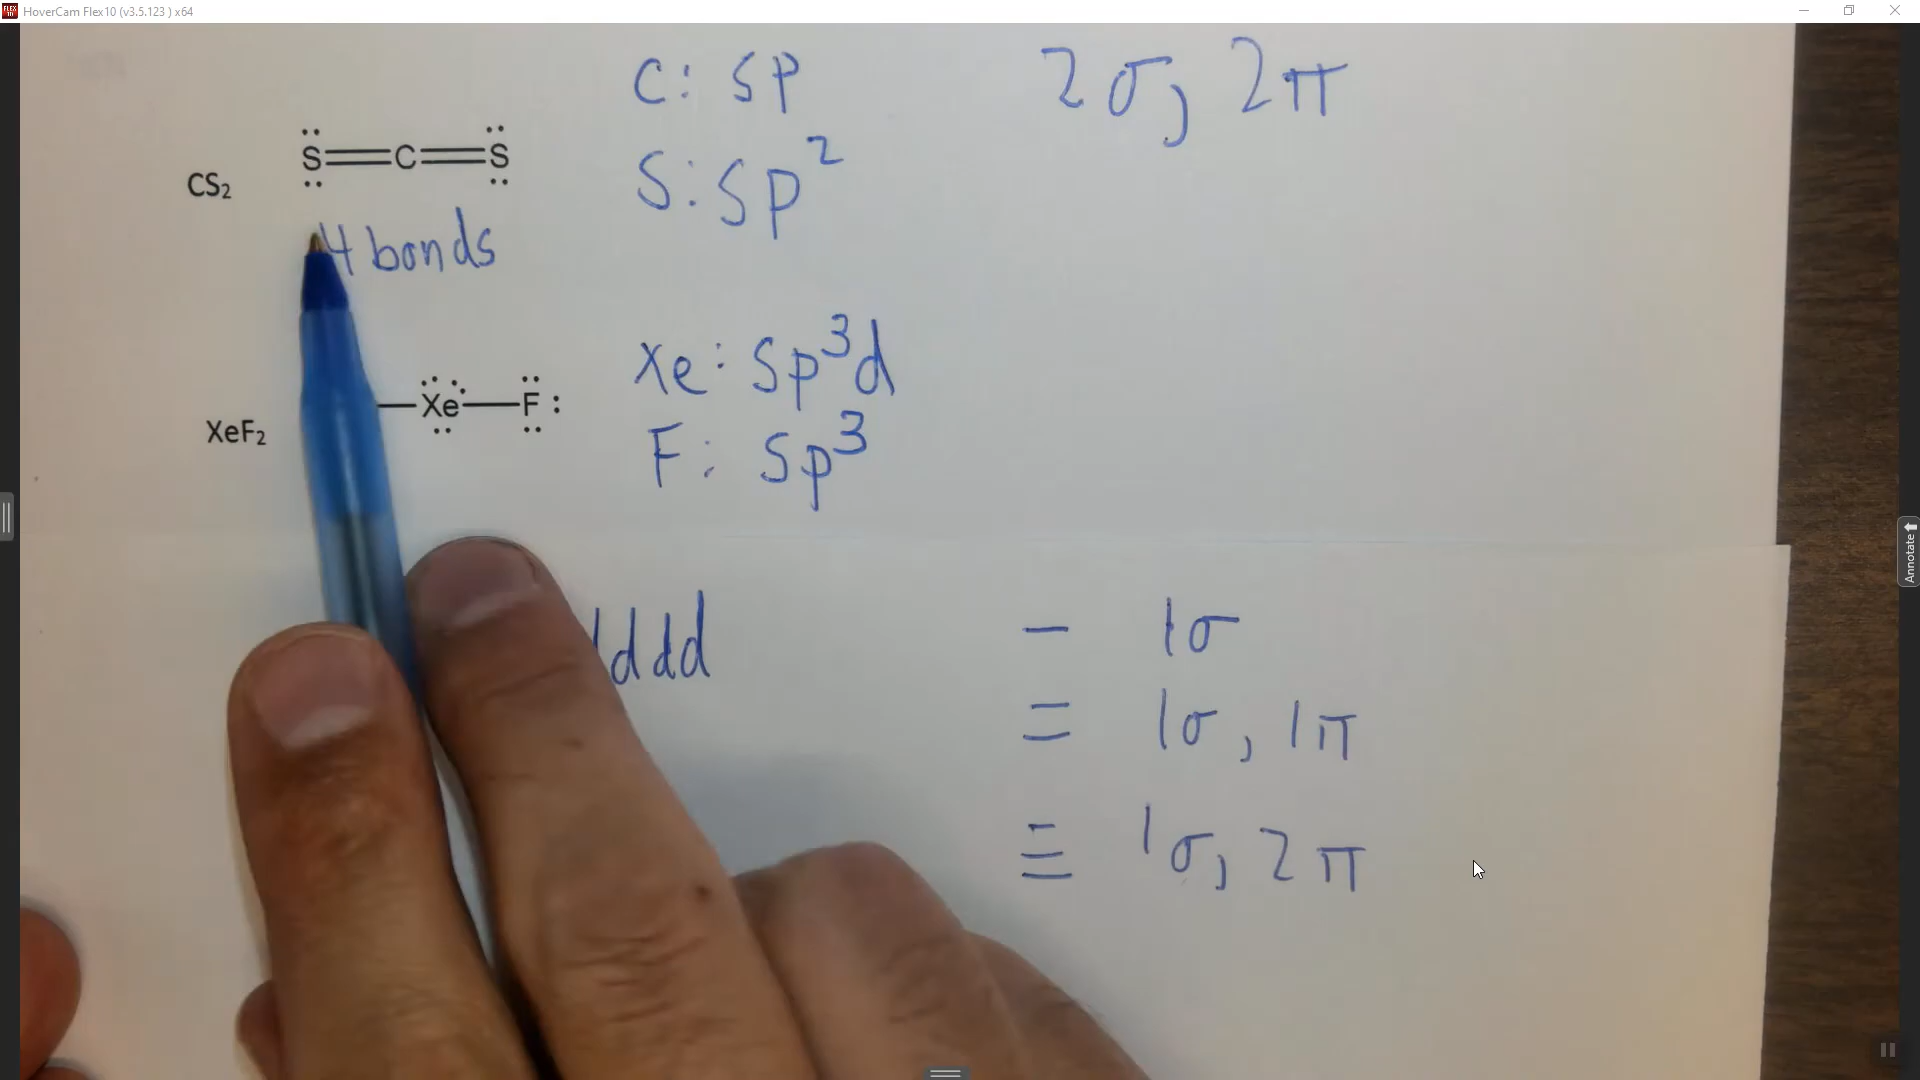 HoverCam Flex10 (v3.5.123 ) x64
C: sp 2σ, 2π
S=C=S
CS₂
S: sp²
4 bonds
Xe: sp³d
—Xe—F:
XeF₂
F: sp³
ddd
— 1σ
= 1σ, 1π
≡ 1σ, 2π
Annotate